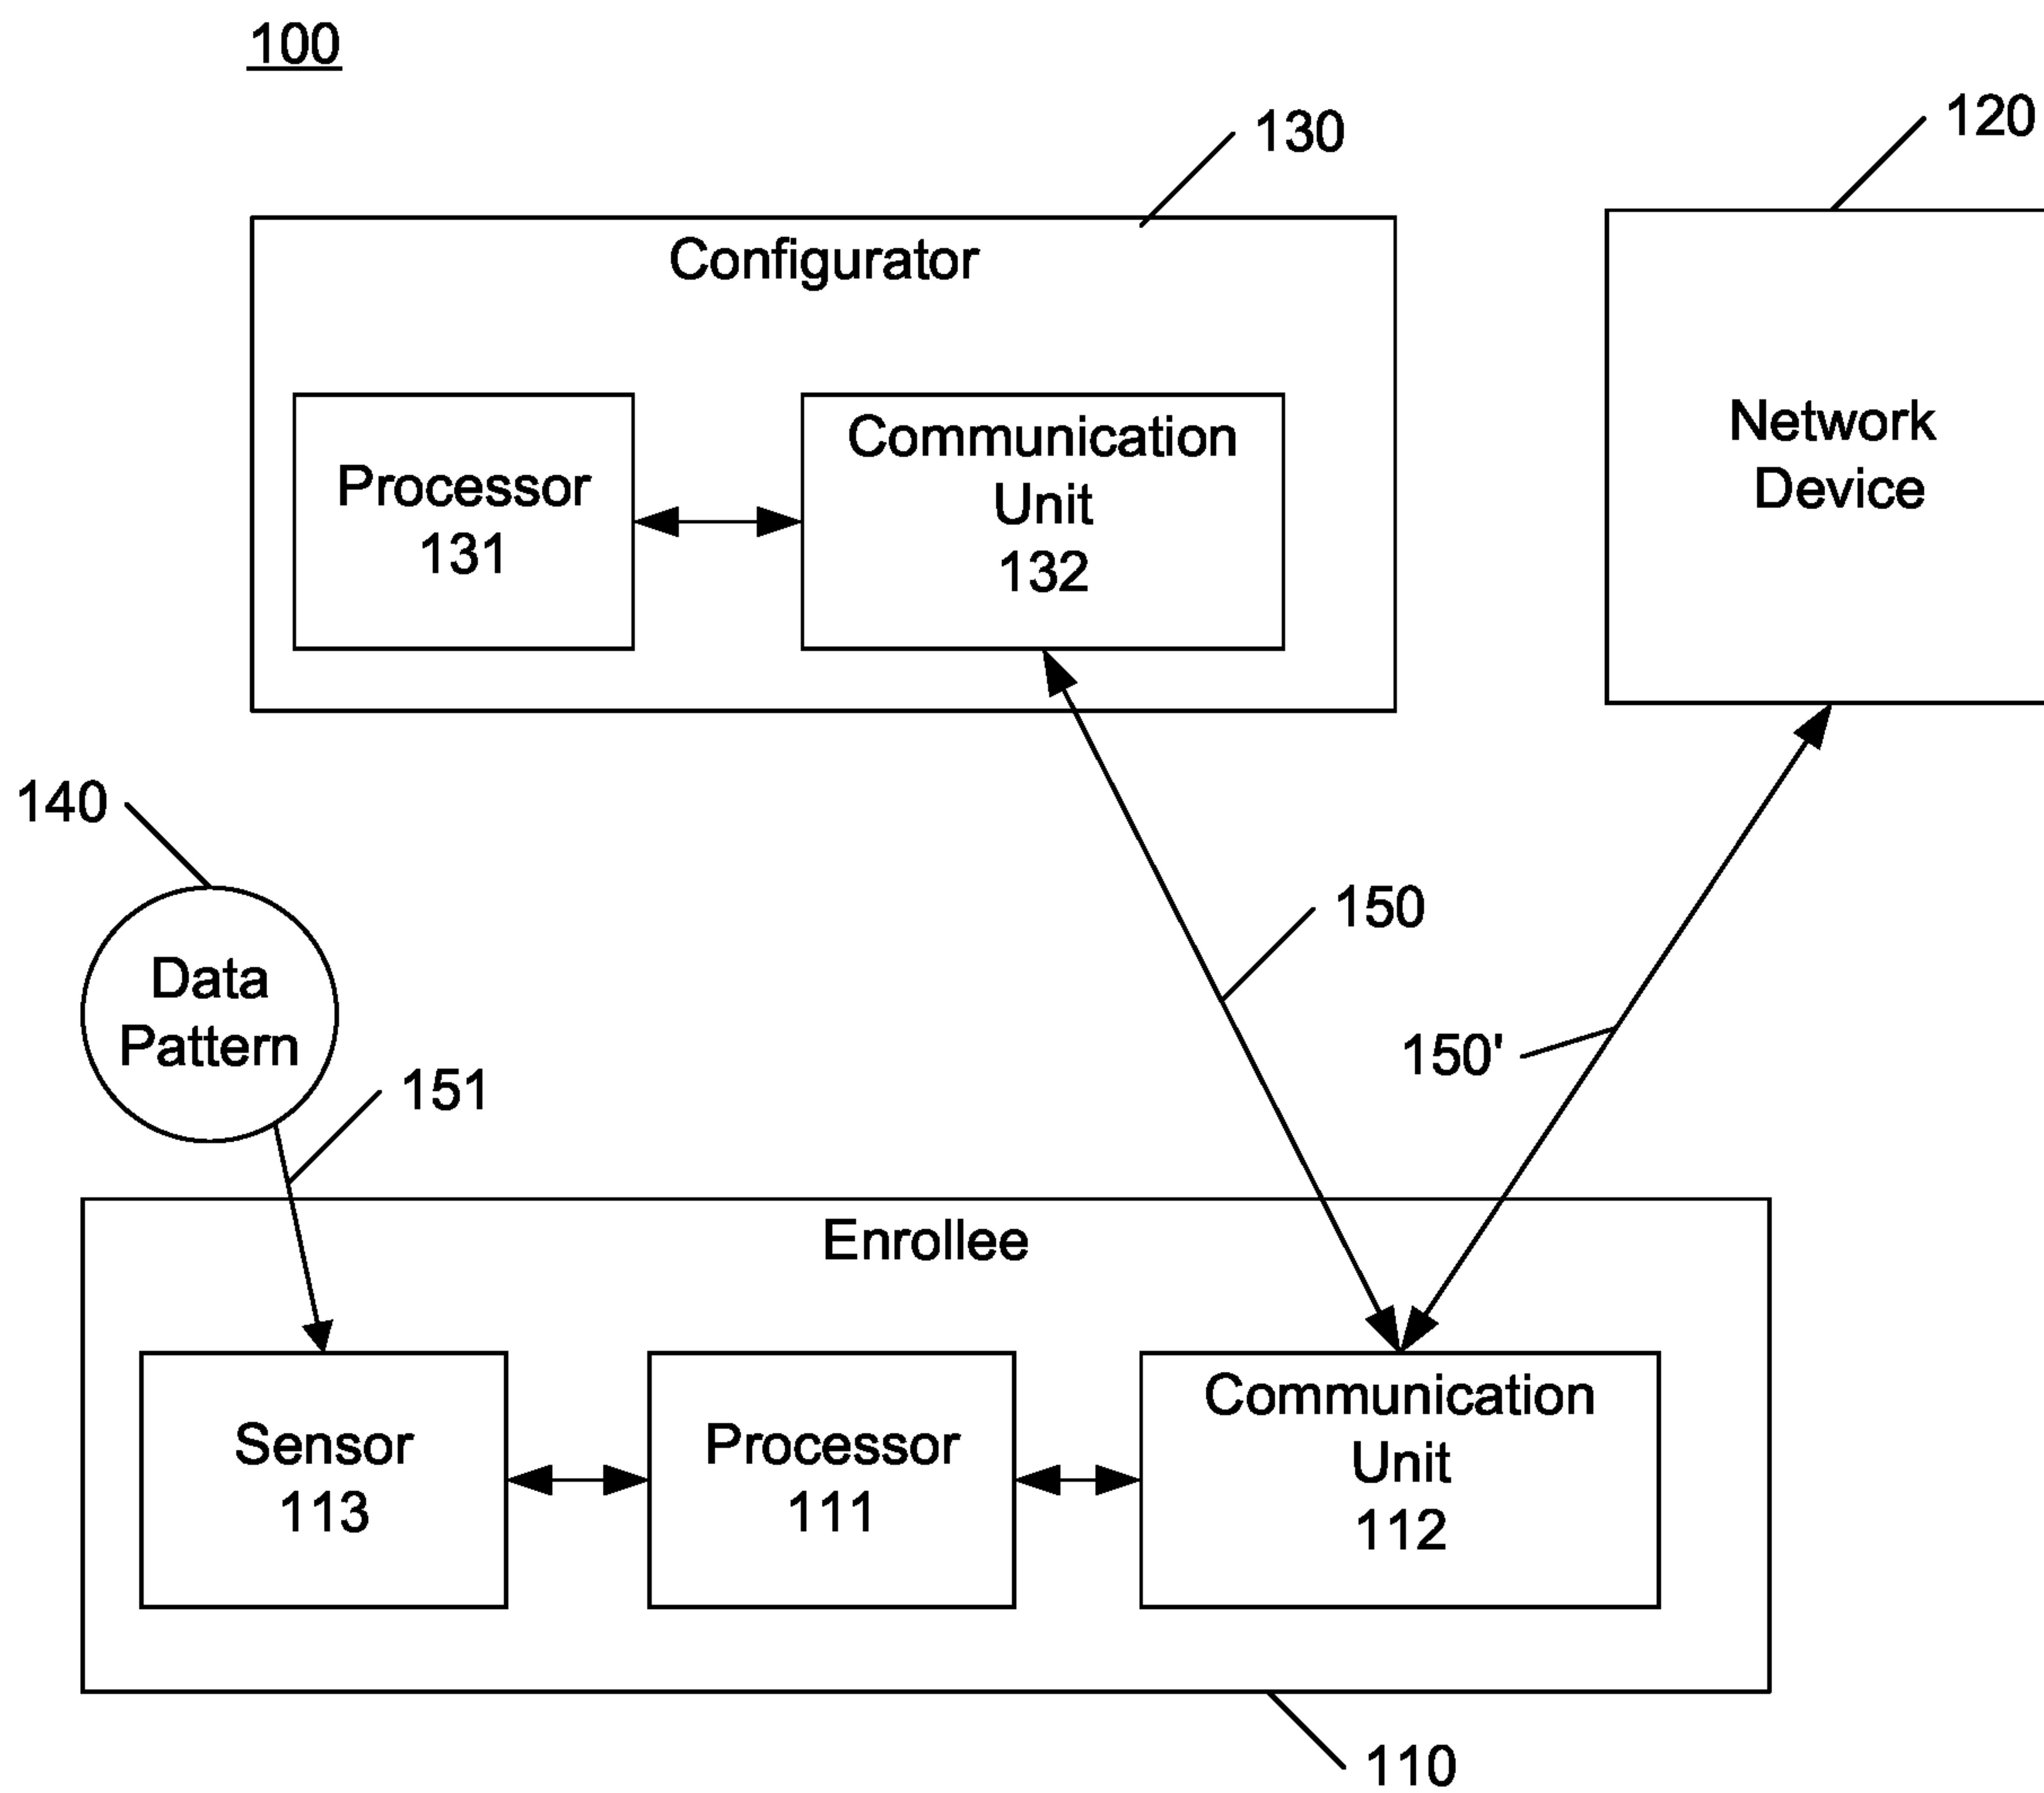 100
130
120
Configurator
Network
Device
Processor
131
Communication
Unit
132
140
Data
Pattern
150
150'
151
Enrollee
Sensor
113
Processor
111
Communication
Unit
112
110